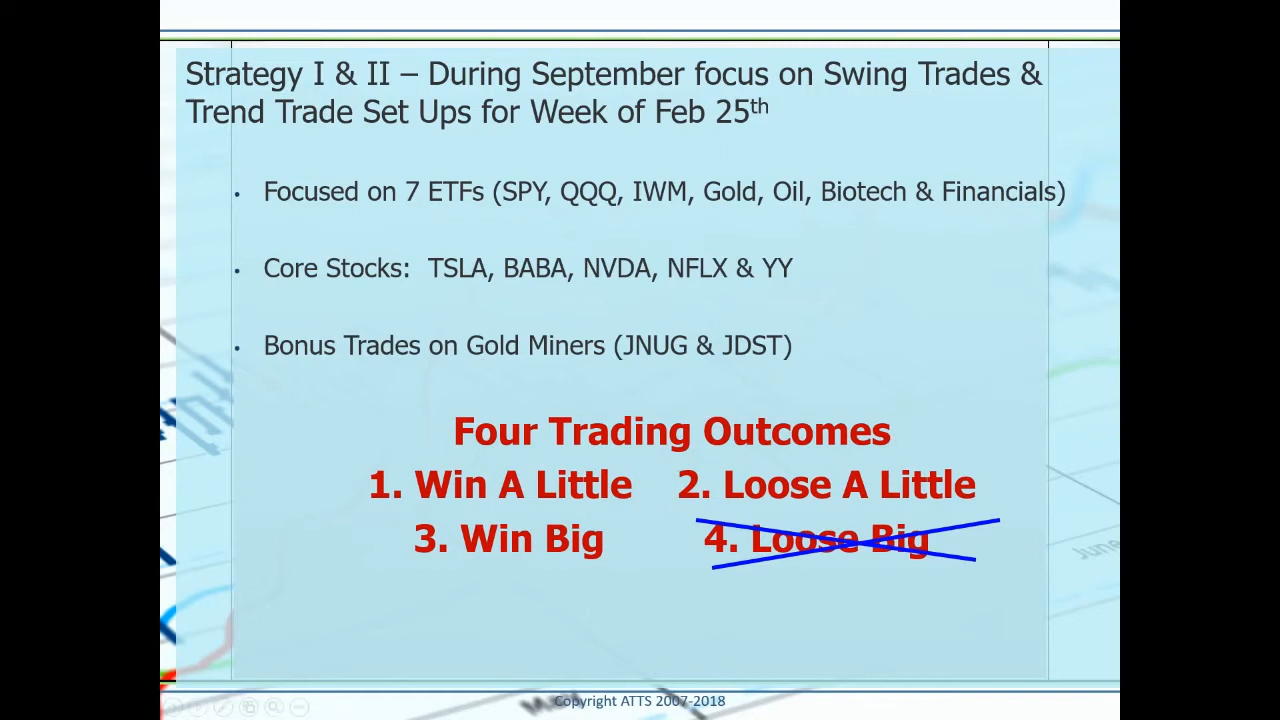 Strategy I & II – During September focus on Swing Trades &
Trend Trade Set Ups for Week of Feb 25th
• Focused on 7 ETFs (SPY, QQQ, IWM, Gold, Oil, Biotech & Financials)
• Core Stocks: TSLA, BABA, NVDA, NFLX & YY
• Bonus Trades on Gold Miners (JNUG & JDST)
Four Trading Outcomes
1. Win A Little 2. Loose A Little
3. Win Big 4. Loose Big
June
Copyright ATTS 2007-2018